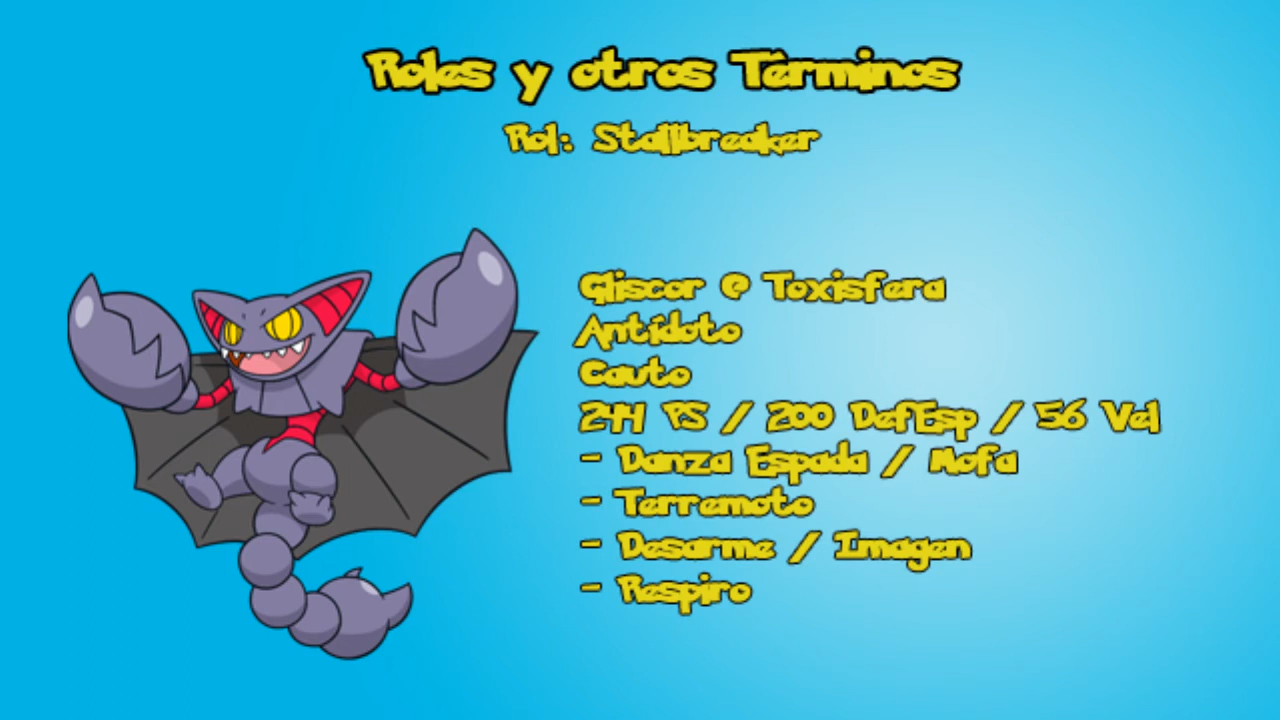 Roles y otros Términos
Rol: Stallbreaker
Gliscor @ Toxisfera
Antídoto
Cauto
244 PS / 200 DefEsp / 56 Vel
- Danza Espada / Mofa
- Terremoto
- Desarme / Imagen
- Respiro